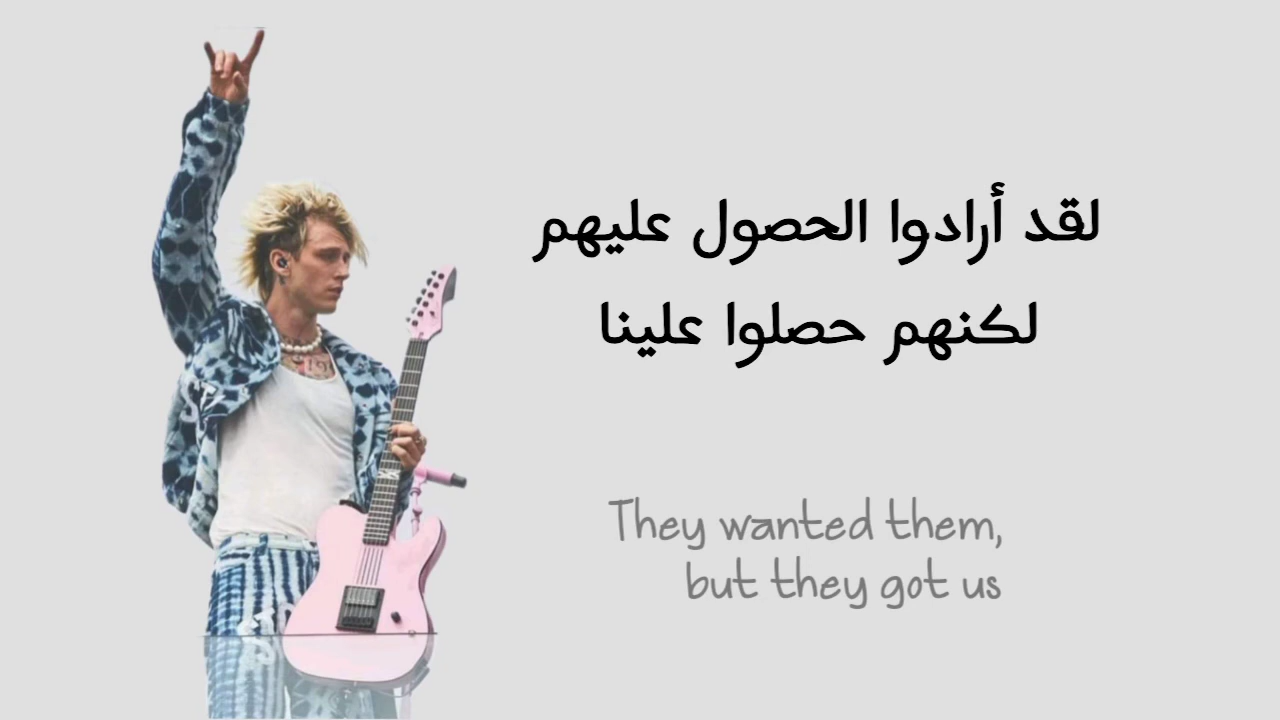 لقد أرادوا الحصول عليهم
لكنهم حصلوا علينا
They wanted them,
but they got us